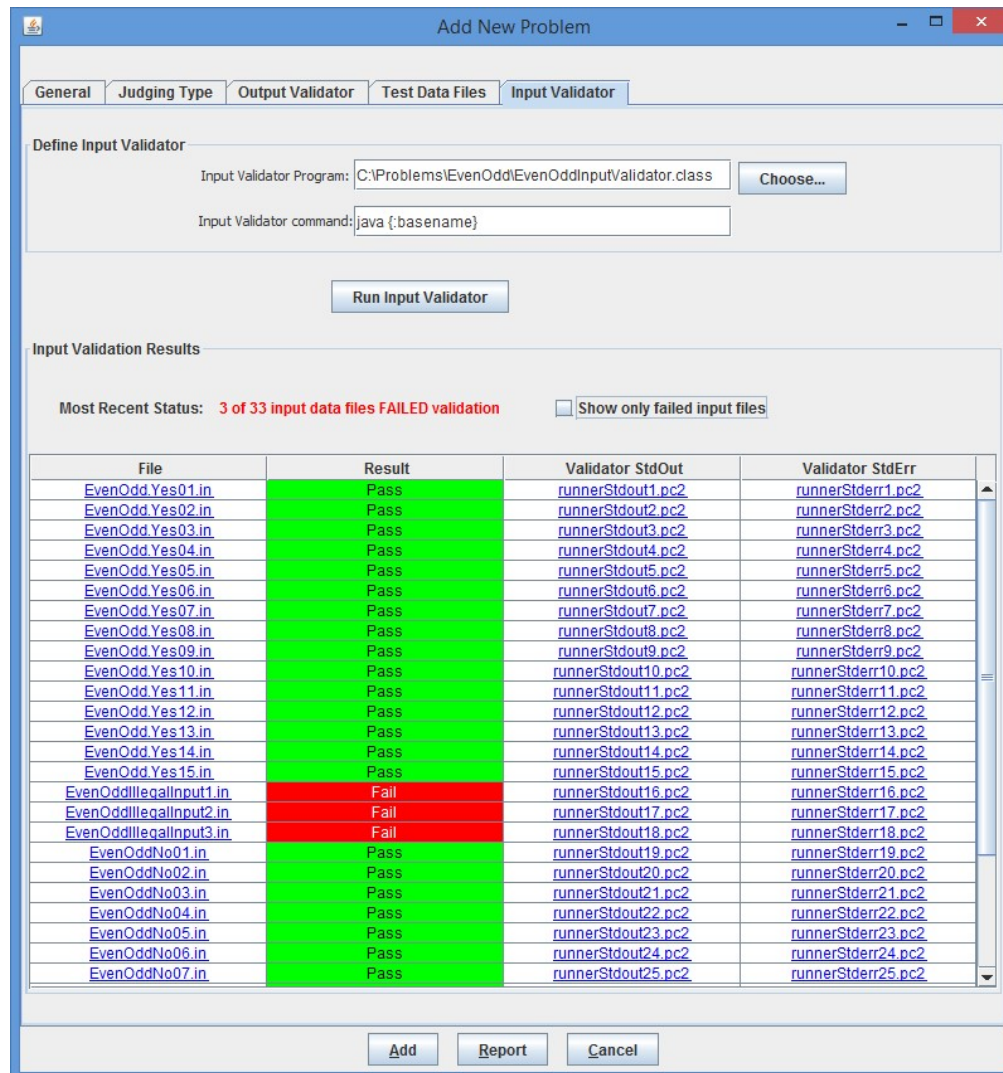 Add New Problem
General Judging Type Output Validator Test Data Files Input Validator
Define Input Validator
Input Validator Program: C:\Problems\EvenOdd\EvenOddInputValidator.class Choose...
Input Validator command: java {:basename}
Run Input Validator
Input Validation Results
Most Recent Status: 3 of 33 input data files FAILED validation Show only failed input files
File Result Validator StdOut Validator StdErr
EvenOdd.Yes01.in Pass runnerStdout1.pc2 runnerStderr1.pc2
EvenOdd.Yes02.in Pass runnerStdout2.pc2 runnerStderr2.pc2
EvenOdd.Yes03.in Pass runnerStdout3.pc2 runnerStderr3.pc2
EvenOdd.Yes04.in Pass runnerStdout4.pc2 runnerStderr4.pc2
EvenOdd.Yes05.in Pass runnerStdout5.pc2 runnerStderr5.pc2
EvenOdd.Yes06.in Pass runnerStdout6.pc2 runnerStderr6.pc2
EvenOdd.Yes07.in Pass runnerStdout7.pc2 runnerStderr7.pc2
EvenOdd.Yes08.in Pass runnerStdout8.pc2 runnerStderr8.pc2
EvenOdd.Yes09.in Pass runnerStdout9.pc2 runnerStderr9.pc2
EvenOdd.Yes10.in Pass runnerStdout10.pc2 runnerStderr10.pc2
EvenOdd.Yes11.in Pass runnerStdout11.pc2 runnerStderr11.pc2
EvenOdd.Yes12.in Pass runnerStdout12.pc2 runnerStderr12.pc2
EvenOdd.Yes13.in Pass runnerStdout13.pc2 runnerStderr13.pc2
EvenOdd.Yes14.in Pass runnerStdout14.pc2 runnerStderr14.pc2
EvenOdd.Yes15.in Pass runnerStdout15.pc2 runnerStderr15.pc2
EvenOddIllegalInput1.in Fail runnerStdout16.pc2 runnerStderr16.pc2
EvenOddIllegalInput2.in Fail runnerStdout17.pc2 runnerStderr17.pc2
EvenOddIllegalInput3.in Fail runnerStdout18.pc2 runnerStderr18.pc2
EvenOddNo01.in Pass runnerStdout19.pc2 runnerStderr19.pc2
EvenOddNo02.in Pass runnerStdout20.pc2 runnerStderr20.pc2
EvenOddNo03.in Pass runnerStdout21.pc2 runnerStderr21.pc2
EvenOddNo04.in Pass runnerStdout22.pc2 runnerStderr22.pc2
EvenOddNo05.in Pass runnerStdout23.pc2 runnerStderr23.pc2
EvenOddNo06.in Pass runnerStdout24.pc2 runnerStderr24.pc2
EvenOddNo07.in Pass runnerStdout25.pc2 runnerStderr25.pc2
Add Report Cancel